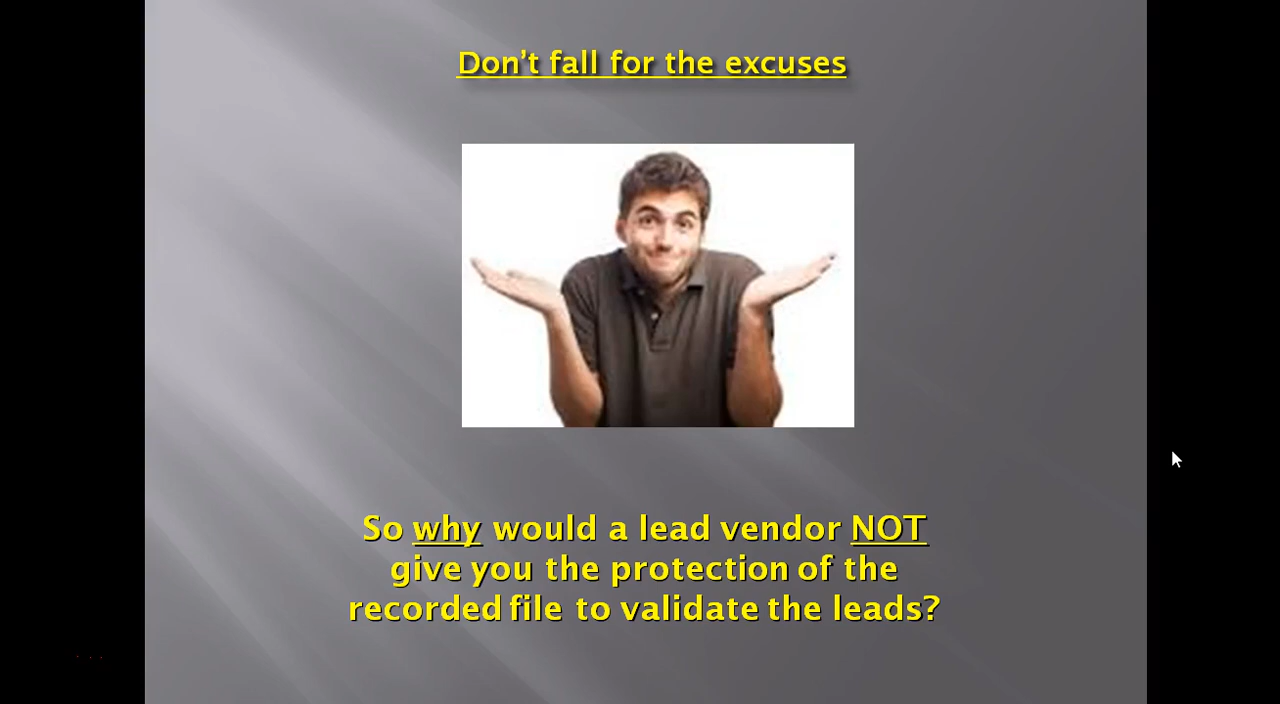 Don't fall for the excuses
So why would a lead vendor NOT
give you the protection of the
recorded file to validate the leads?